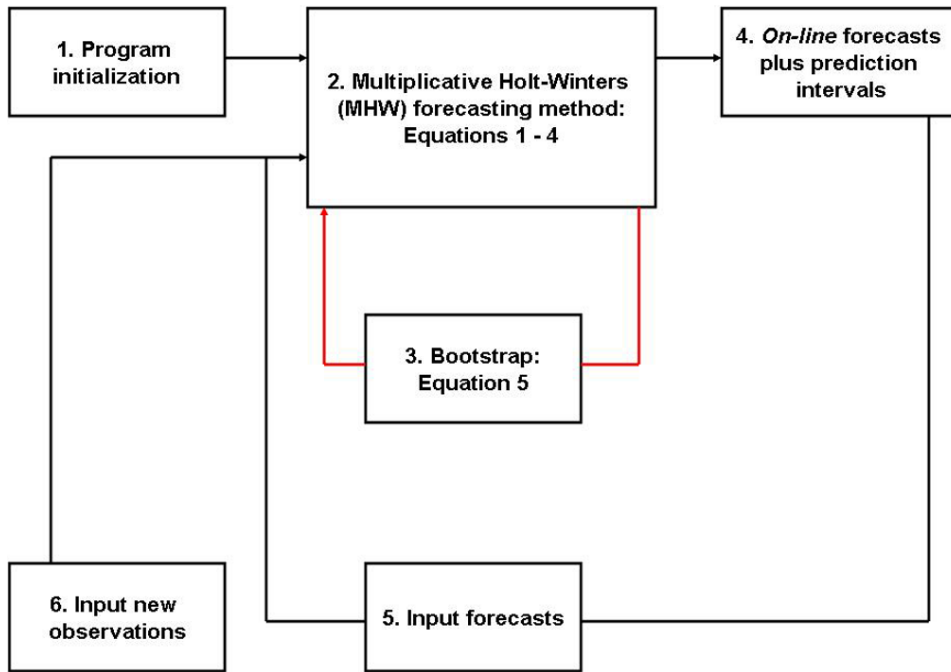 1. Program
initialization
2. Multiplicative Holt-Winters
(MHW) forecasting method:
Equations 1 - 4
4. On-line forecasts
plus prediction
intervals
3. Bootstrap:
Equation 5
6. Input new
observations
5. Input forecasts